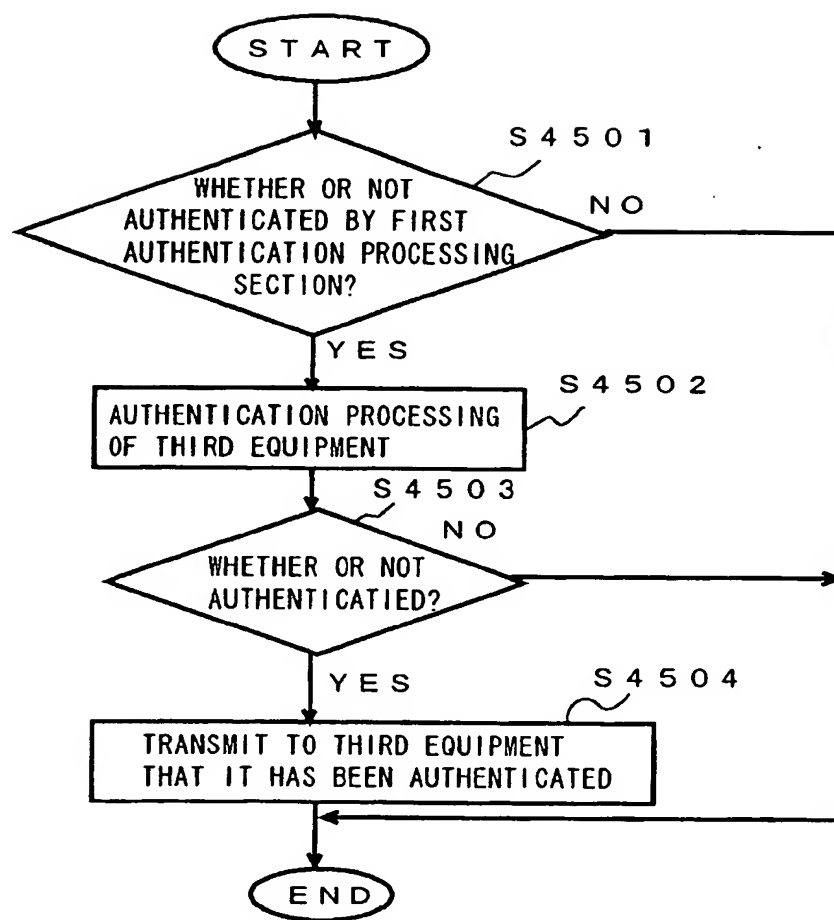 START
S4501
WHETHER OR NOT
AUTHENTICATED BY FIRST
AUTHENTICATION PROCESSING
SECTION?
NO
YES
S4502
AUTHENTICATION PROCESSING
OF THIRD EQUIPMENT
S4503
NO
WHETHER OR NOT
AUTHENTICATIED?
YES
S4504
TRANSMIT TO THIRD EQUIPMENT
THAT IT HAS BEEN AUTHENTICATED
END